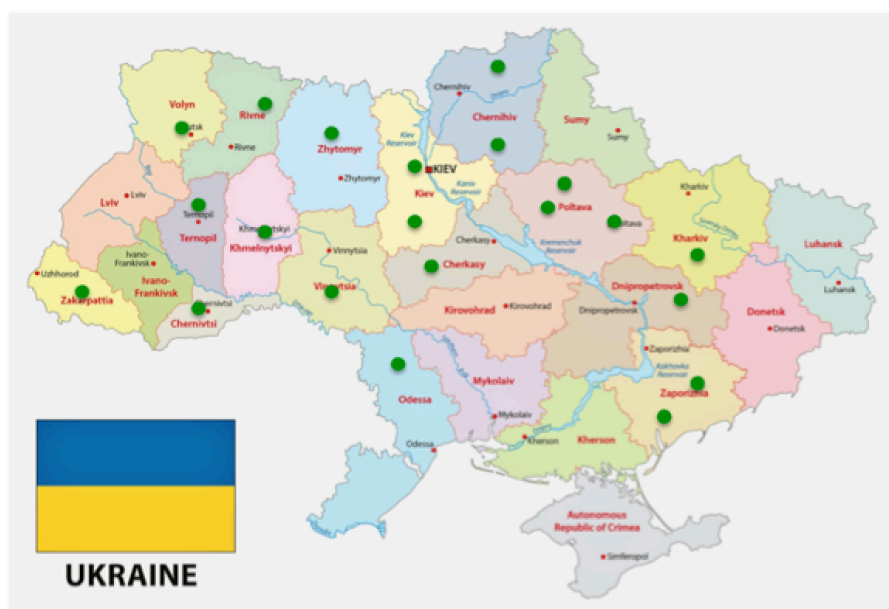 Chernihiv
Desna
Volyn
Rivne
Chernihiv
Sumy
Rivne
Kiev
Reservoir
Sumy
Zhytomyr
KIEV
Zhytomyr
Kiev
Kaniv
Reservoir
Lviv
Lviv
Poltava
Kharkiv
Ternopil
Ternopil
Khmelnytskyi
Vinnytsia
Cherkasy
Kremenchuk
Reservoir
Kharkiv
Luhansk
Ivano-
Frankivsk
Uzhhorod
Ivano-
Frankivsk
Zakarpattia
Chernivtsi
Cherkasy
Dnipropetrovsk
Luhansk
Kirovohrad
Kirovohrad
Dnipropetrovsk
Donetsk
Donetsk
Zaporizhia
Kakhovka
Reservoir
Mykolaiv
Zaporizhia
Odessa
Mykolaiv
Odessa
Kherson
Kherson
Autonomous
Republic of Crimea
Simferopol
UKRAINE